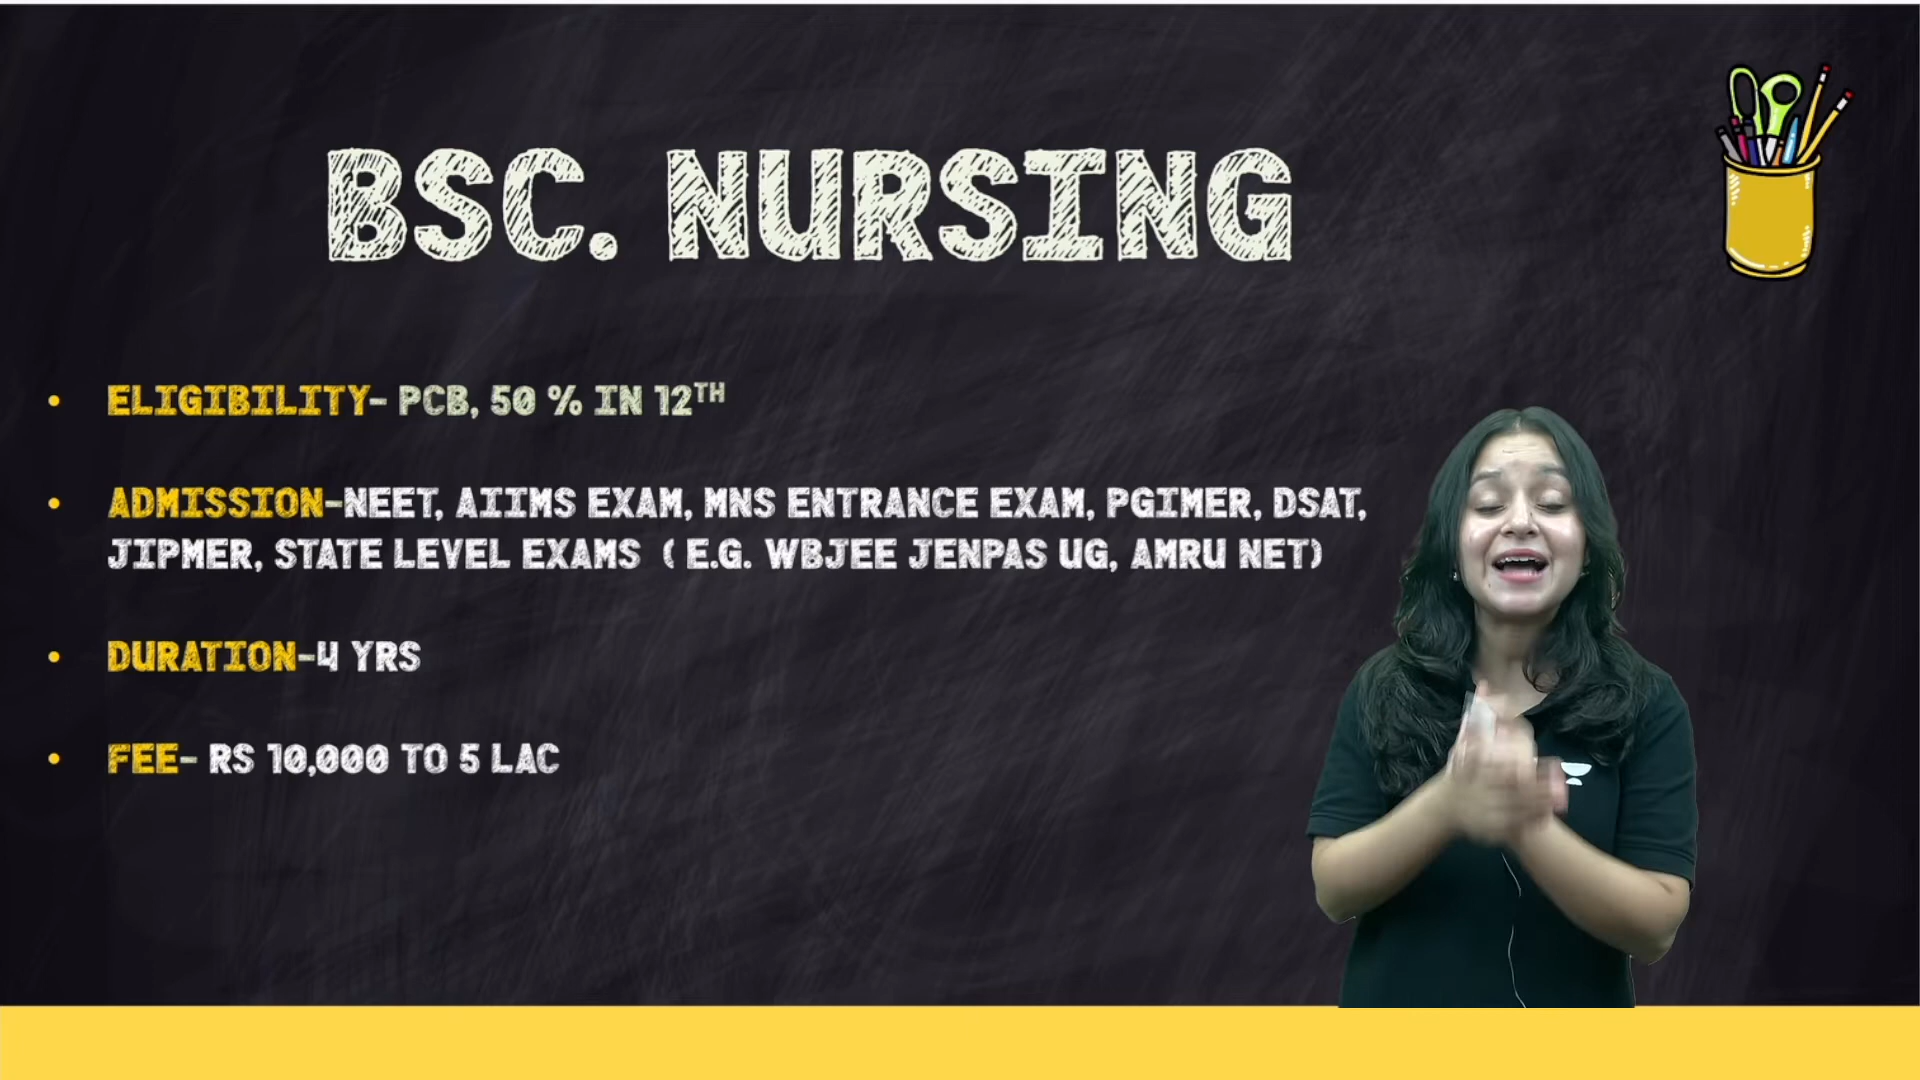 BSC. NURSING
• ELIGIBILITY- PCB, 50 % IN 12TH
• ADMISSION-NEET, AIIMS EXAM, MNS ENTRANCE EXAM, PGIMER, DSAT,
JIPMER, STATE LEVEL EXAMS ( E.G. WBJEE JENPAS UG, AMRU NET)
• DURATION-4 YRS
• FEE- RS 10,000 TO 5 LAC